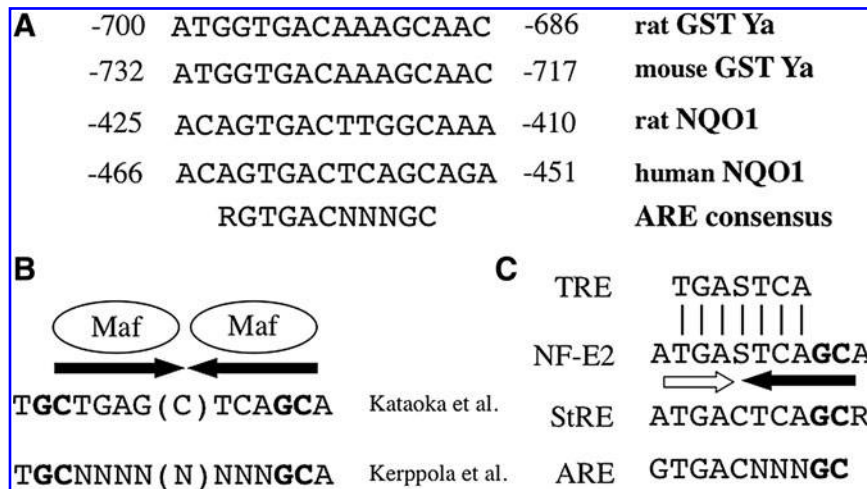 A
-700 ATGGTGACAAAGCAAC -686 rat GST Ya
-732 ATGGTGACAAAGCAAC -717 mouse GST Ya
-425 ACAGTGACTTGGCAAA -410 rat NQO1
-466 ACAGTGACTCAGCAGA -451 human NQO1
RGTGACNNNGC ARE consensus
B
Maf Maf
TGCTGAG(C)TCAGCA Kataoka et al.
TGCNNNN(N)NNNGCA Kerppola et al.
C
TRE TGASTCA
NF-E2 ATGASTCAGCA
StRE ATGACTCAGCR
ARE GTGACNNNGC